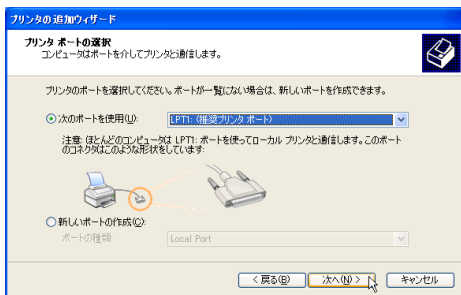 プリンタの追加ウィザード
プリンタ ポートの選択
コンピュータはポートを介してプリンタと通信します。
プリンタのポートを選択してください。ポートが一覧にない場合は、新しいポートを作成できます。
次のポートを使用(U):
LPT1: (推奨プリンタ ポート)
注意: ほとんどのコンピュータは LPT1: ポートを使ってローカル プリンタと通信します。このポート
のコネクタはこのような形状をしています:
新しいポートの作成(C):
ポートの種類
Local Port
< 戻る(B)
次へ(N) >
キャンセル